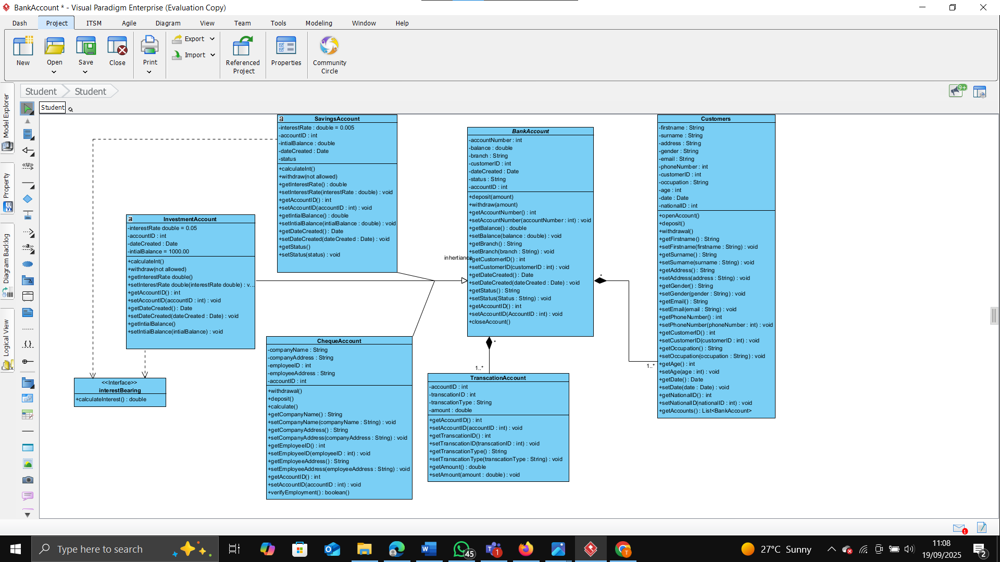 BankAccount * - Visual Paradigm Enterprise (Evaluation Copy)
Dash Project ITSM Agile Diagram View Team Tools Modeling Window Help
New
Open
Save
Close
Print
Export
Import
Referenced Project
Properties
Community Circle
Student Student
9+
Student
Model Explorer
Property
Diagram Backlog
Logical View
a
SavingsAccount
-interestRate : double = 0.005
-accountID : int
-intialBalance : double
-dateCreated : Date
-status
+calculateInt()
+withdraw(not allowed)
+getInterestRate() : double
+setInterestRate(interestRate : double) : void
+getAccountID() : int
+setAccountID(accountID : int) : void
+getIntialBalance() : double
+setIntialBalance(intialBalance : double) : void
+getDateCreated() : Date
+setDateCreated(dateCreated : Date) : void
+getStatus()
+setStatus(status) : void
a
InvestmentAccount
-interestRate double = 0.05
-accountID : int
-dateCreated : Date
-intialBalance = 1000.00
+calculateInt()
+withdraw(not allowed)
+getInterestRate double()
+setInterestRate double(interestRate double) : v...
+getAccountID() : int
+setAccountID(accountID : int) : void
+getDateCreated() : Date
+setDateCreated(dateCreated : Date) : void
+getIntialBalance()
+setIntialBalance(intialBalance) : void
<<Interface>>
interestBearing
+calculateInterest() : double
ChequeAccount
-companyName : String
-companyAddress : String
-employeeID : int
-employeeAddress : String
-accountID : int
+withdrawal()
+deposit()
+calculate()
+getCompanyName() : String
+setCompanyName(companyName : String) : void
+getCompanyAddress() : String
+setCompanyAddress(companyAddress : String) : void
+getEmployeeID() : int
+setEmployeeID(employeeID : int) : void
+getEmployeeAddress() : String
+setEmployeeAddress(employeeAddress : String) : void
+getAccountID() : int
+setAccountID(accountID : int) : void
+verifyEmployment() : boolean()
inhertiance
BankAccount
-accountNumber : int
-balance : double
-branch : String
-customerID : int
-dateCreated : Date
-status : String
-accountID : int
+deposit(amount)
+withdraw(amount)
+getAccountNumber() : int
+setAccountNumber(accountNumber : int) : void
+getBalance() : double
+setBalance(balance : double) : void
+getBranch() : String
+setBranch(branch : String) : void
+getCustomerID() : int
+setCustomerID(customerID : int) : void
+getDateCreated() : Date
+setDateCreated(dateCreated : Date) : void
+getStatus() : String
+setStatus(Status : String) : void
+getAccountID() : int
+setAccountID(AccountID : int) : void
+closeAccount()
*
1..*
TranscationAccount
-accountID : int
-transcationID : int
-transcationType : String
-amount : double
+getAccountID() : int
+setAccountID(accountID : int) : void
+getTranscationID() : int
+setTranscationID(transcationID : int) : void
+getTranscationType() : String
+setTranscationType(transcationType : String) : void
+getAmount() : double
+setAmount(amount : double) : void
*
1..*
Customers
-firstname : String
-surname : String
-address : String
-gender : String
-email : String
-phoneNumber : int
-customerID : int
-occupation : String
-age : int
-date : Date
-nationalID : int
+openAccount()
+deposit()
+withdrawal()
+getFirstname() : String
+setFirstname(firstname : String) : void
+getSurname() : String
+setSurname(surname : String) : void
+getAddress() : String
+setAddress(address : String) : void
+getGender() : String
+setGender(gender : String) : void
+getEmail() : String
+setEmail(email : String) : void
+getPhoneNumber() : int
+setPhoneNumber(phoneNumber : int) : void
+getCustomerID() : int
+setCustomerID(customerID : int) : void
+getOccupation() : String
+setOccupation(occupation : String) : void
+getAge() : int
+setAge(age : int) : void
+getDate() : Date
+setDate(date : Date) : void
+getNationalID() : int
+setNationalID(nationalID : int) : void
+getAccounts() : List<BankAccount>
1
Type here to search
45
1
27°C Sunny
11:08
19/09/2025
2